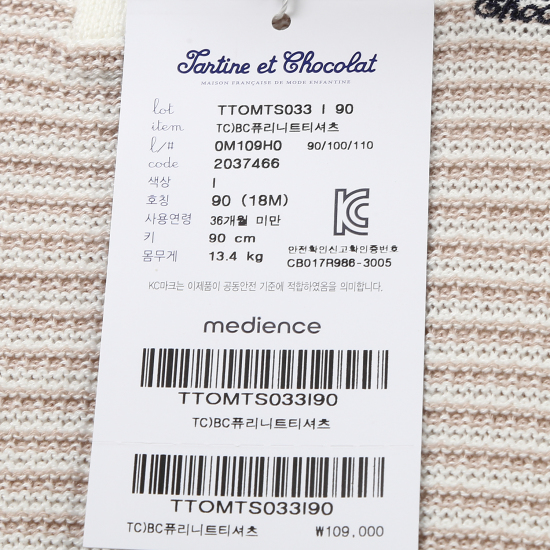 Tartine et Chocolat
MAISON FRANÇAISE DE MODE ENFANTINE
lot TTOMTS033 I 90
item TC)BC퓨리니트티셔츠
l/# 0M109H0 90/100/110
code 2037466
색상 I
호칭 90 (18M)
사용연령 36개월 미만
키 90 cm
몸무게 13.4 kg
안전확인신고확인증번호
CB017R986-3005
KC마크는 이제품이 공통안전 기준에 적합하였음을 의미합니다.
medience
TTOMTS033I90
TC)BC퓨리니트티셔츠
TTOMTS033I90
TC)BC퓨리니트티셔츠 ₩109,000